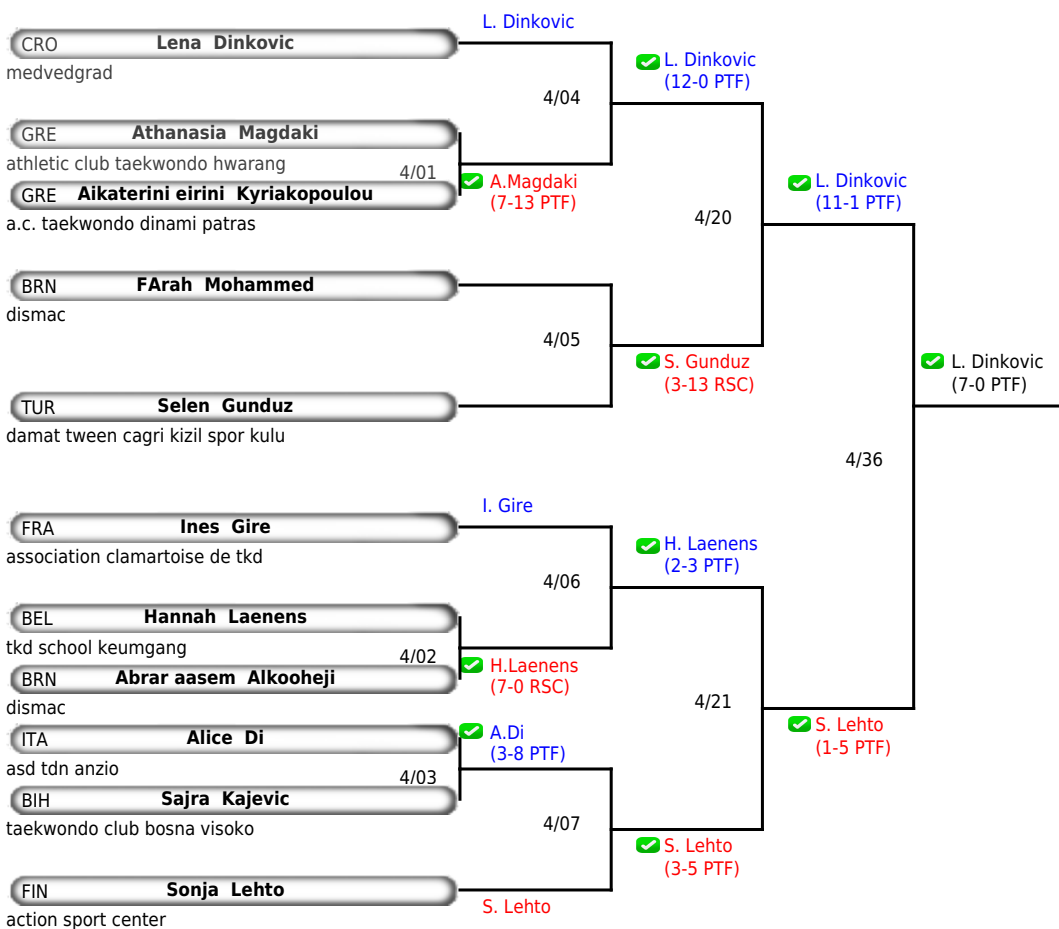 L. Dinkovic
CRO Lena Dinkovic
medvedgrad
L. Dinkovic
(12-0 PTF)
4/04
GRE Athanasia Magdaki
athletic club taekwondo hwarang
4/01
A.Magdaki
(7-13 PTF)
GRE Aikaterini eirini Kyriakopoulou
a.c. taekwondo dinami patras
L. Dinkovic
(11-1 PTF)
4/20
BRN FArah Mohammed
dismac
4/05
S. Gunduz
(3-13 RSC)
L. Dinkovic
(7-0 PTF)
TUR Selen Gunduz
damat tween cagri kizil spor kulu
4/36
I. Gire
FRA Ines Gire
association clamartoise de tkd
H. Laenens
(2-3 PTF)
4/06
BEL Hannah Laenens
tkd school keumgang
4/02
H.Laenens
(7-0 RSC)
BRN Abrar aasem Alkooheji
dismac
4/21
S. Lehto
(1-5 PTF)
ITA Alice Di
A.Di
(3-8 PTF)
asd tdn anzio
4/03
BIH Sajra Kajevic
taekwondo club bosna visoko
4/07
S. Lehto
(3-5 PTF)
FIN Sonja Lehto
S. Lehto
action sport center